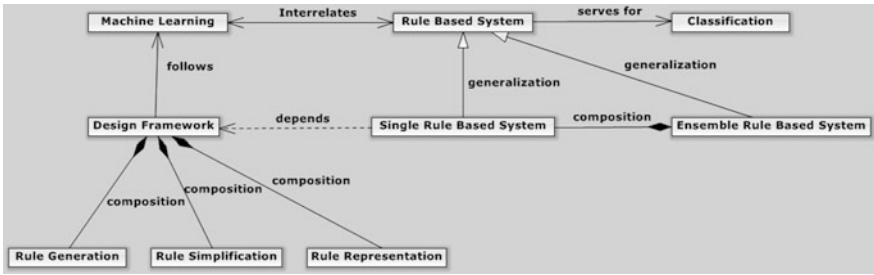 Machine Learning
Interrelates
Rule Based System
serves for
Classification
follows
generalization
generalization
Design Framework
depends
Single Rule Based System
composition
Ensemble Rule Based System
composition
composition
composition
Rule Generation
Rule Simplification
Rule Representation